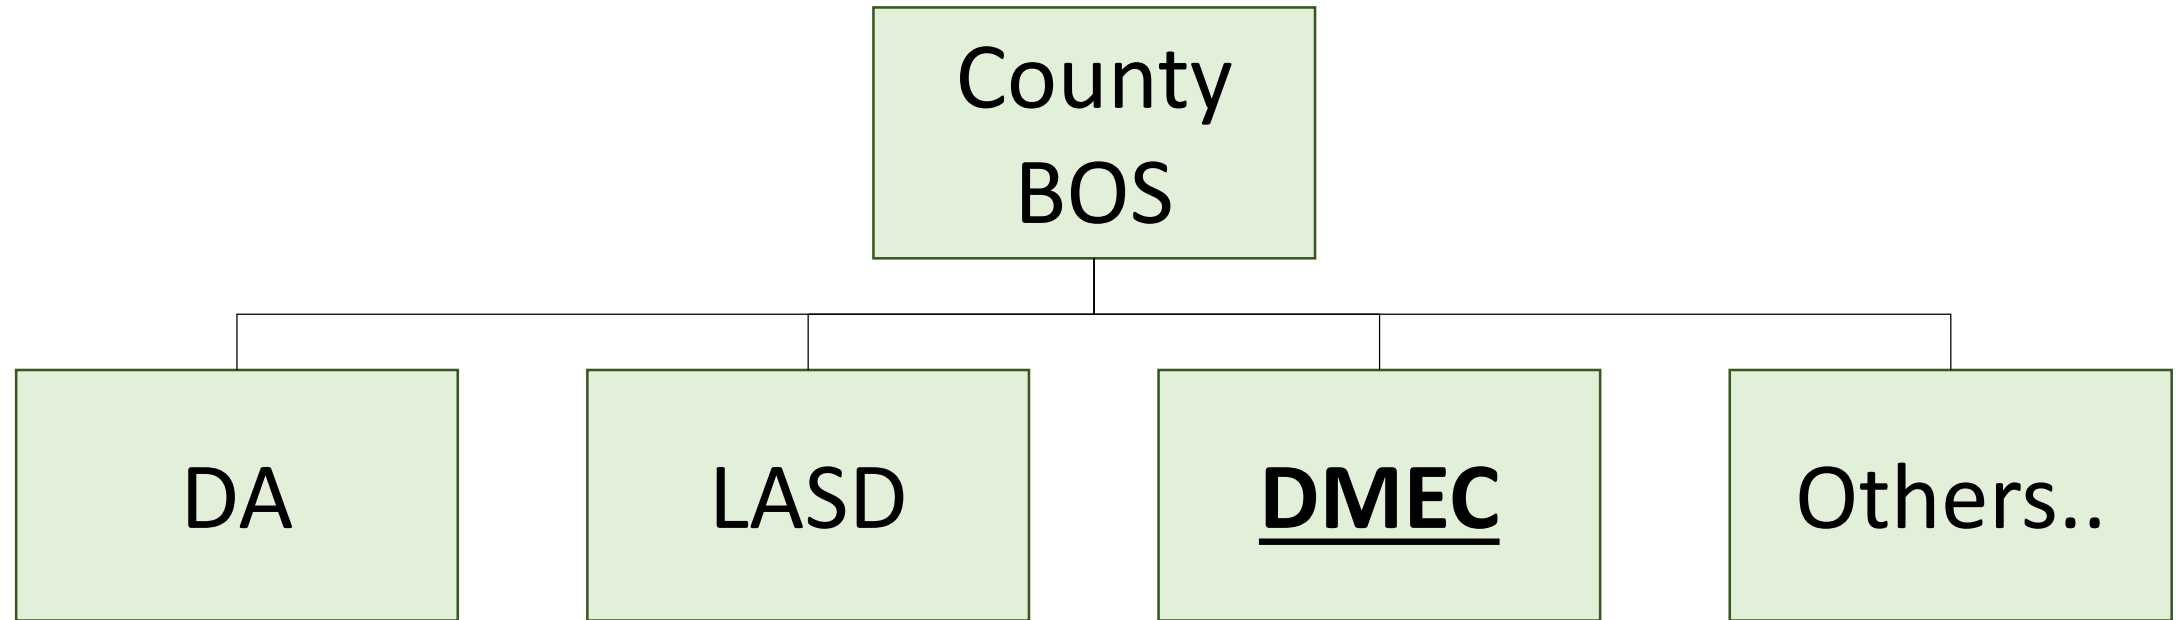 County
BOS
DA
LASD
DMEC
Others..